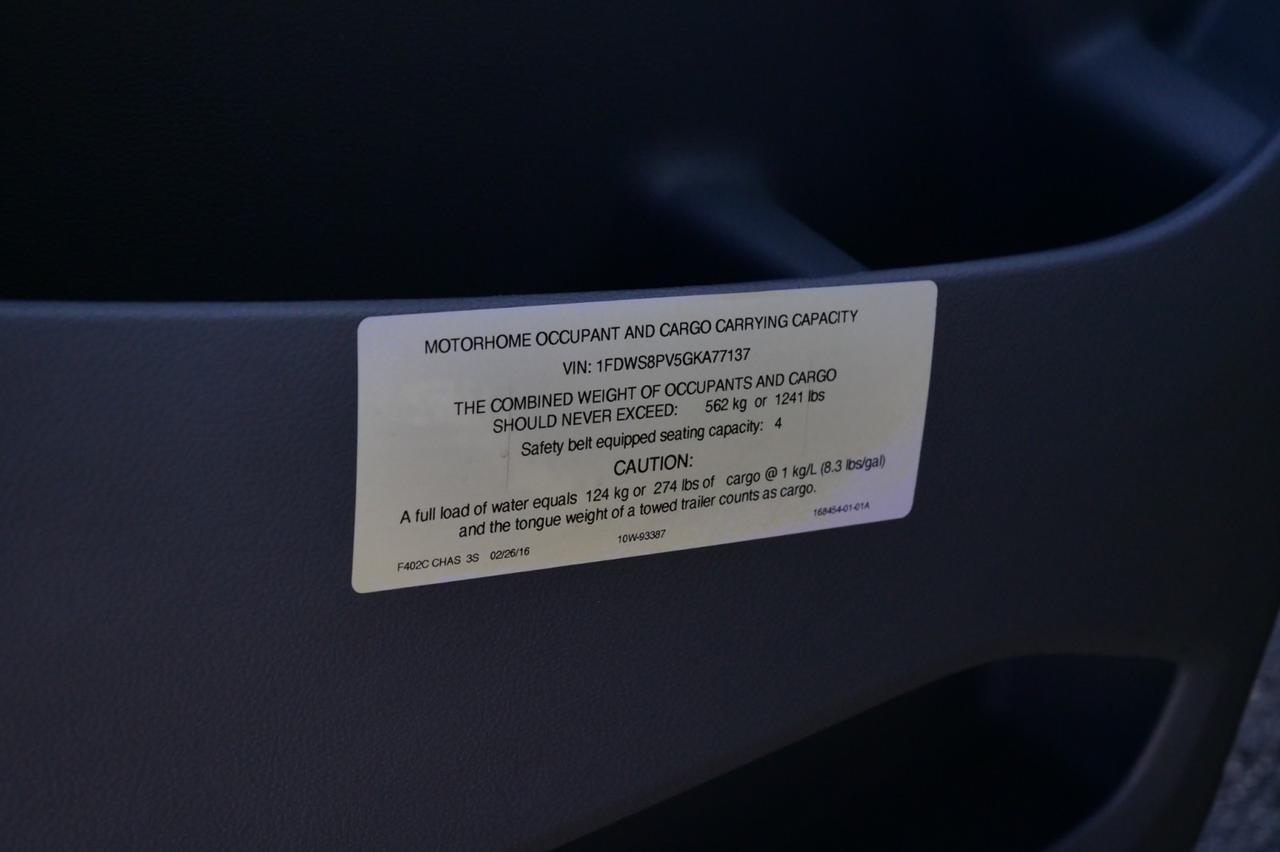 MOTORHOME OCCUPANT AND CARGO CARRYING CAPACITY
VIN: 1FDWS8PV5GKA77137
THE COMBINED WEIGHT OF OCCUPANTS AND CARGO
SHOULD NEVER EXCEED: 562 kg or 1241 lbs
Safety belt equipped seating capacity: 4
CAUTION:
A full load of water equals 124 kg or 274 lbs of cargo @ 1 kg/L (8.3 lbs/gal)
and the tongue weight of a towed trailer counts as cargo.
F402C CHAS 3S 02/26/16 10W-93387 168454-01-01A